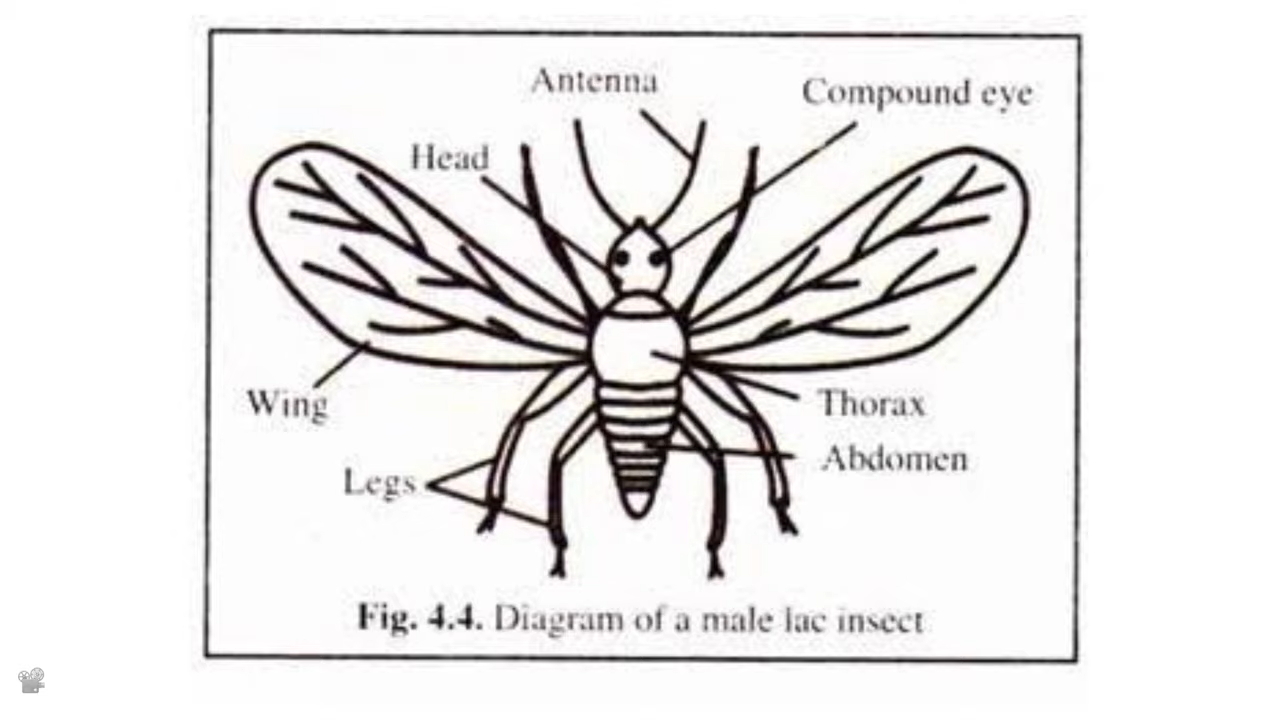 Antenna
Compound eye
Head
Wing
Thorax
Abdomen
Legs
Fig. 4.4. Diagram of a male lac insect